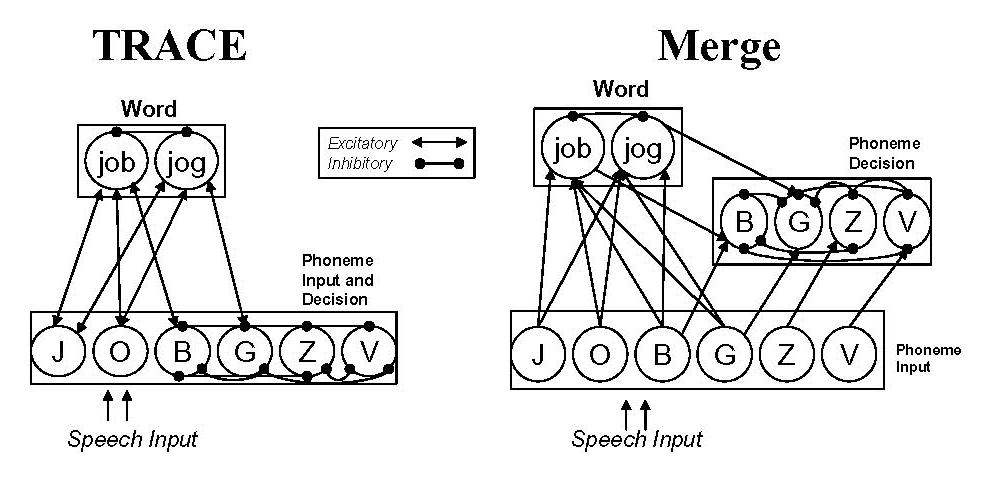 TRACE
Word
job jog
Phoneme
Input and
Decision
J O B G Z V
Speech Input
Excitatory
Inhibitory
Merge
Word
job jog
Phoneme
Decision
B G Z V
J O B G Z V
Phoneme
Input
Speech Input